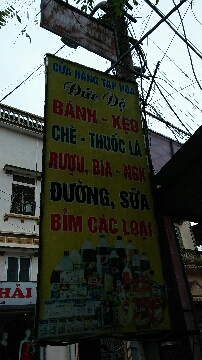 CỬA HÀNG TẠP HÓA
Đức Độ
BÁNH - KẸO
CHÈ - THUỐC LÁ
RƯỢU, BIA - NGK
ĐƯỜNG, SỮA
BỈM CÁC LOẠI
HẢI